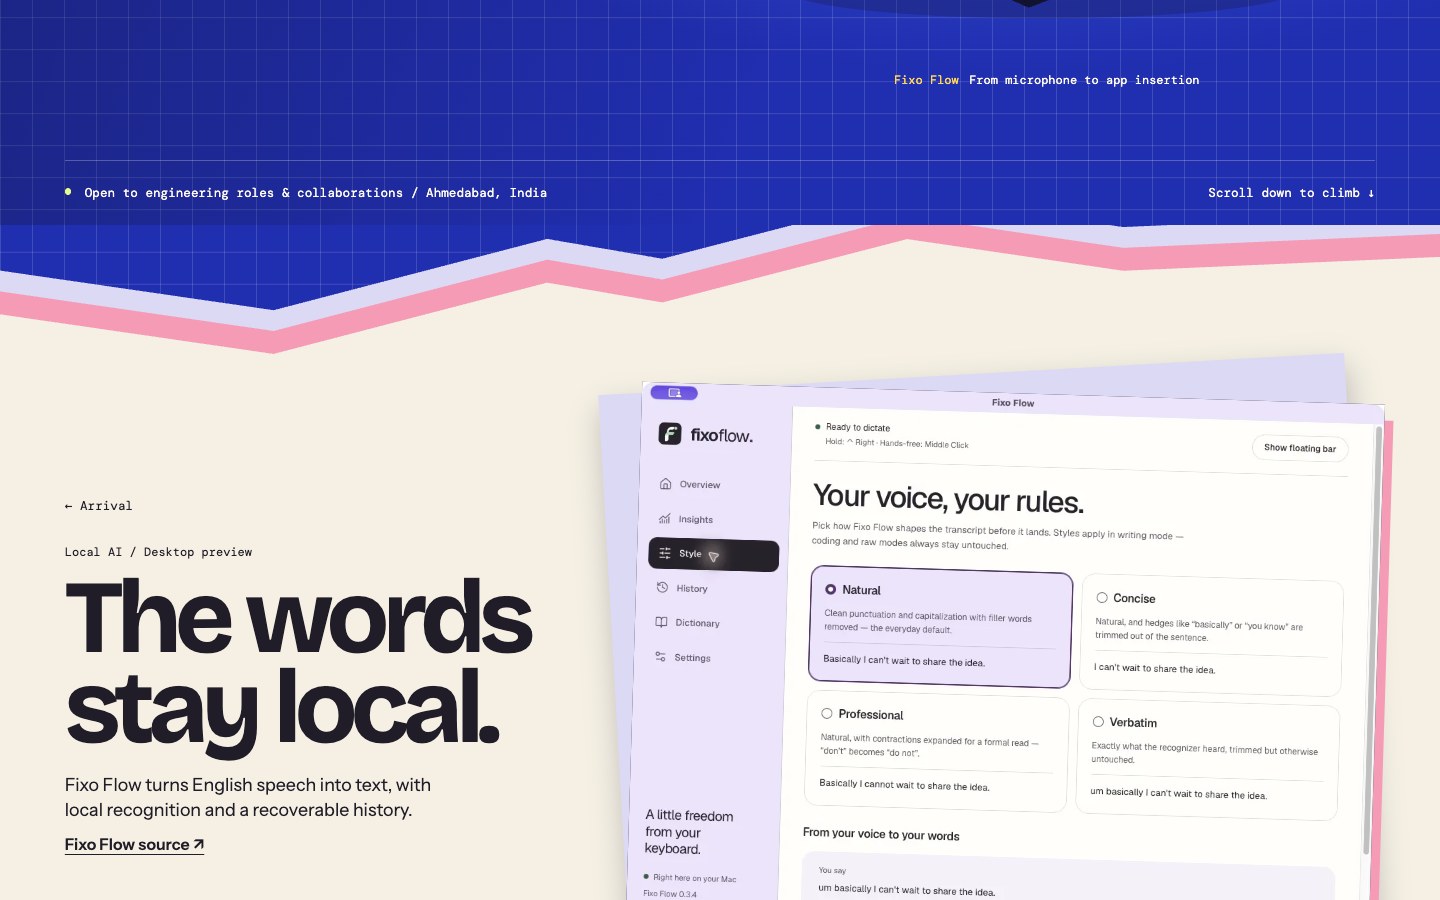 Fixo Flow From microphone to app insertion
Open to engineering roles & collaborations / Ahmedabad, India
Scroll down to climb ↓
← Arrival
Local AI / Desktop preview
The words
stay local.
Fixo Flow turns English speech into text, with
local recognition and a recoverable history.
Fixo Flow source ↗
Fixo Flow
fixoflow.
Overview
Insights
Style
History
Dictionary
Settings
A little freedom
from your
keyboard.
Right here on your Mac
Fixo Flow 0.3.4
Ready to dictate
Hold: ^ Right · Hands-free: Middle Click
Show floating bar
Your voice, your rules.
Pick how Fixo Flow shapes the transcript before it lands. Styles apply in writing mode —
coding and raw modes always stay untouched.
Natural
Clean punctuation and capitalization with filler words
removed — the everyday default.
Basically I can't wait to share the idea.
Concise
Natural, and hedges like “basically” or “you know” are
trimmed out of the sentence.
I can't wait to share the idea.
Professional
Natural, with contractions expanded for a formal read —
“don't” becomes “do not”.
Basically I cannot wait to share the idea.
Verbatim
Exactly what the recognizer heard, trimmed but otherwise
untouched.
um basically I can't wait to share the idea.
From your voice to your words
You say
um basically I can't wait to share the idea.